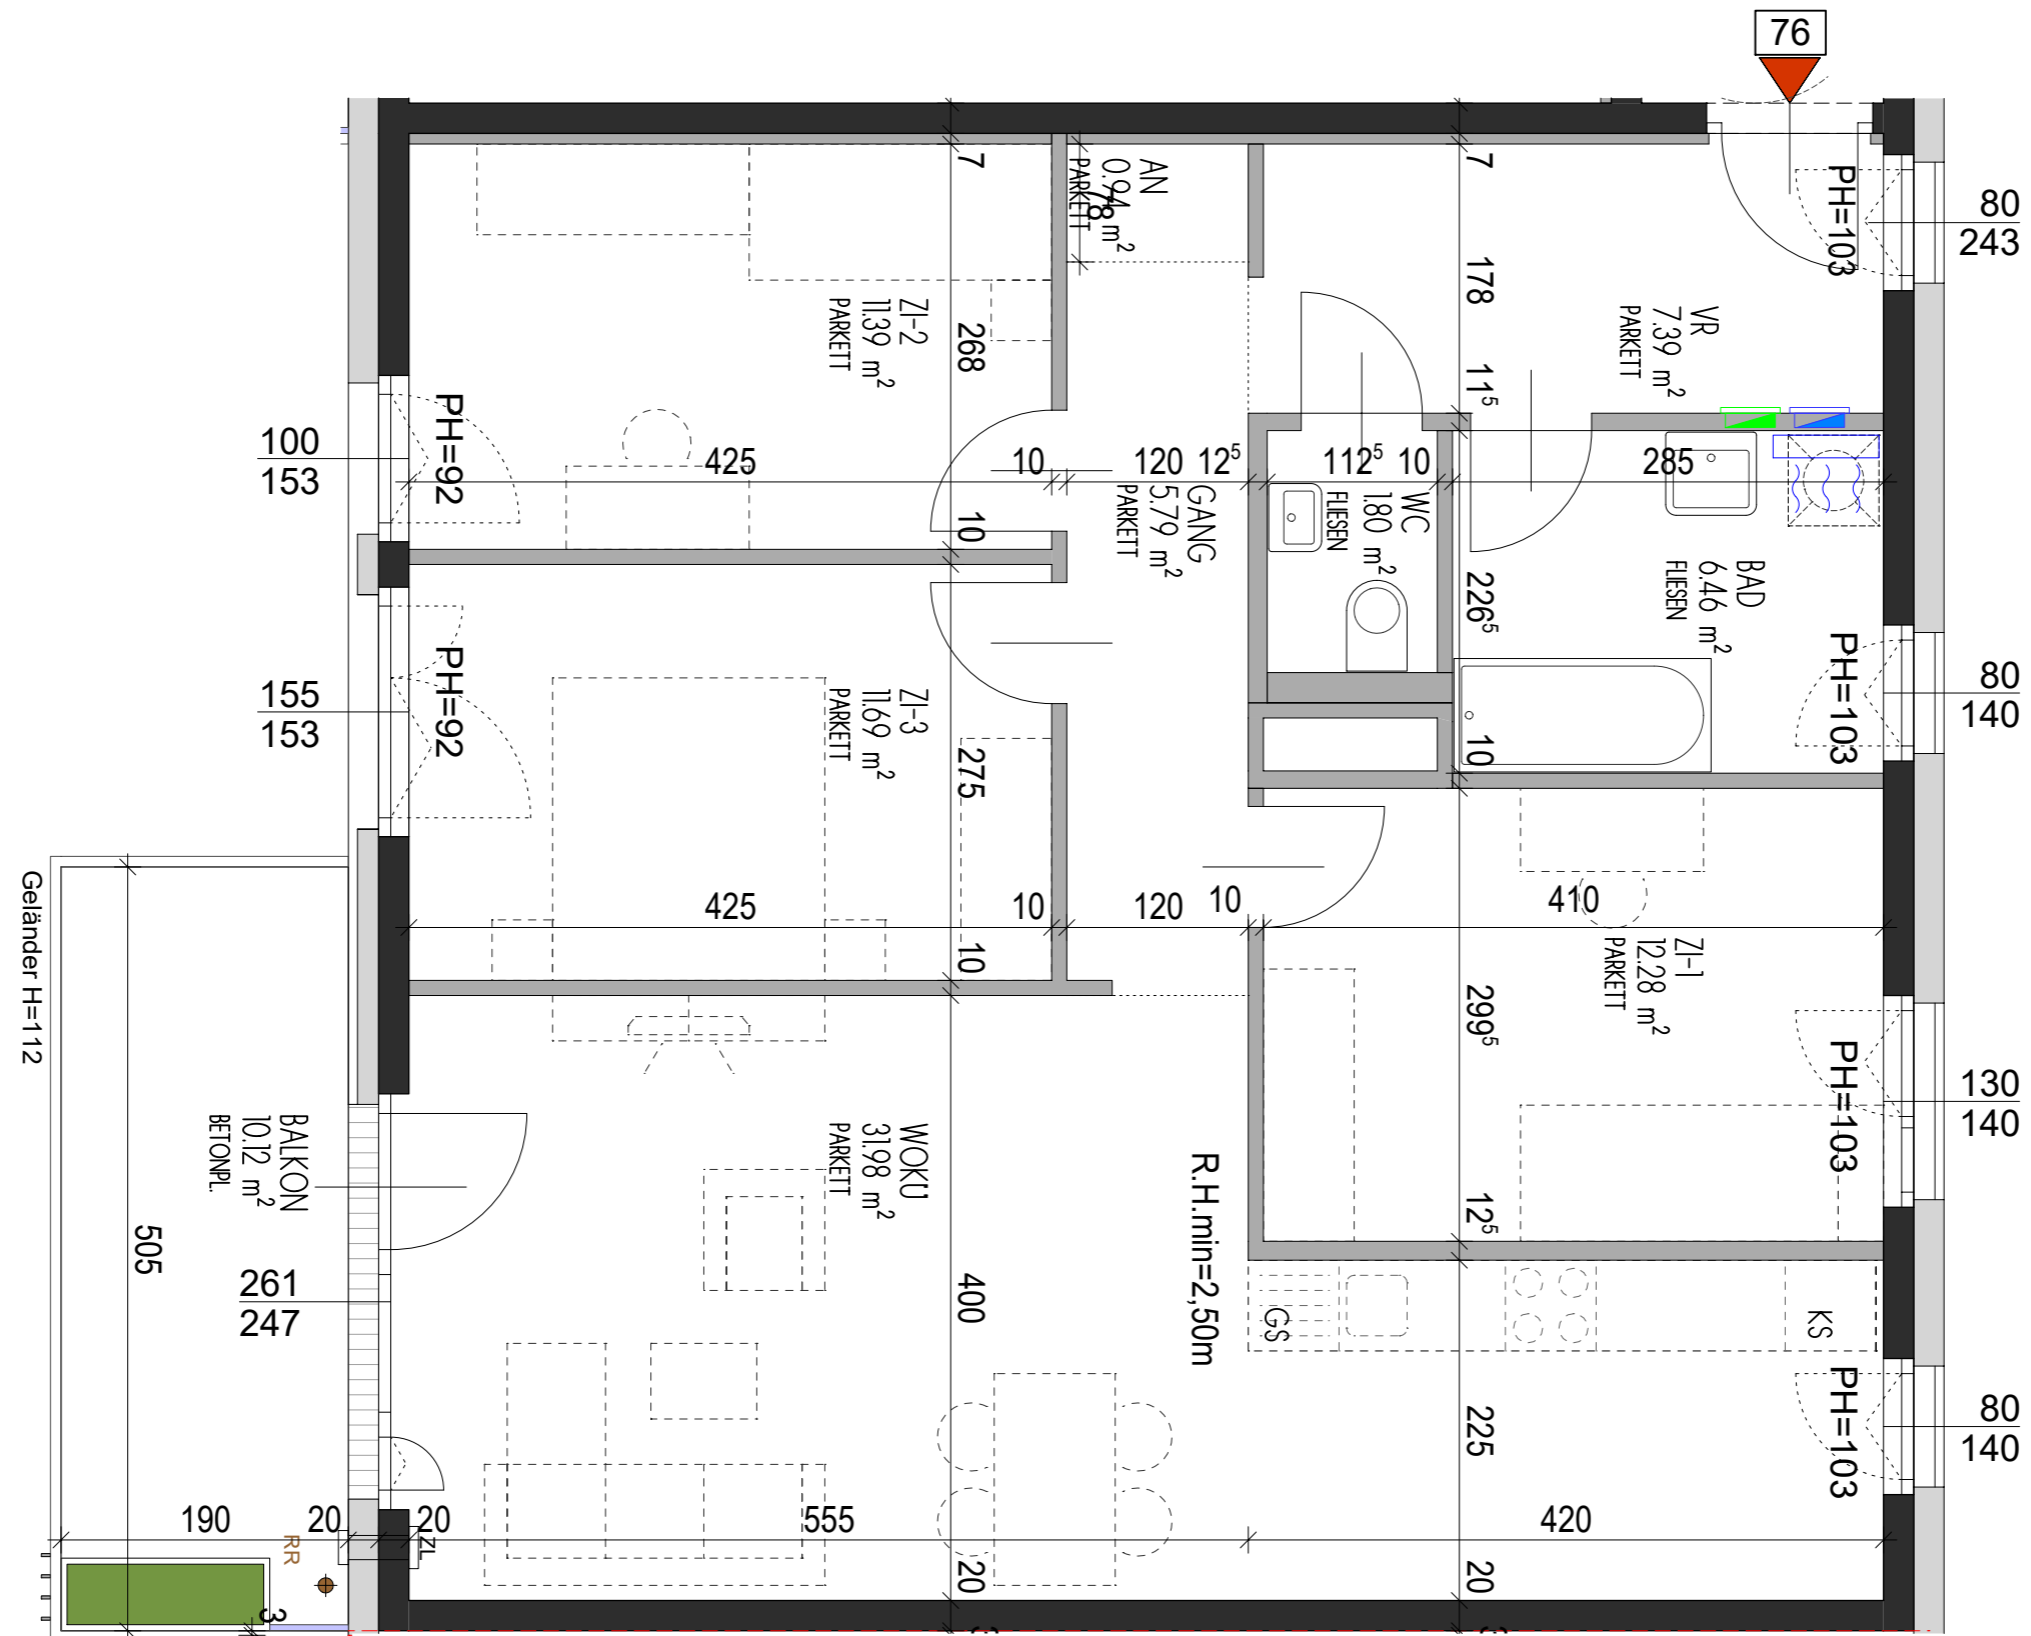 76
7
7
AN
0.94 m²
PARKETT
78
PH=103
80
243
178
ZI-2
11.39 m²
PARKETT
268
VR
7.39 m²
PARKETT
11⁵
100
153
PH=92
425
10
120
12⁵
112⁵
10
285
GANG
5.79 m²
PARKETT
WC
1.80 m²
FLIESEN
10
BAD
6.46 m²
FLIESEN
226⁵
PH=103
80
140
155
153
PH=92
ZI-3
11.69 m²
PARKETT
275
10
425
10
120
10
410
Geländer H=112
10
ZI-1
12.28 m²
PARKETT
299⁵
PH=103
130
140
BALKON
10.12 m²
BETONPL.
WOKÜ
31.98 m²
PARKETT
R.H.min=2,50m
12⁵
505
261
247
400
GS
KS
225
PH=103
80
140
190
20
20
555
420
RR
ZL
20
20
3